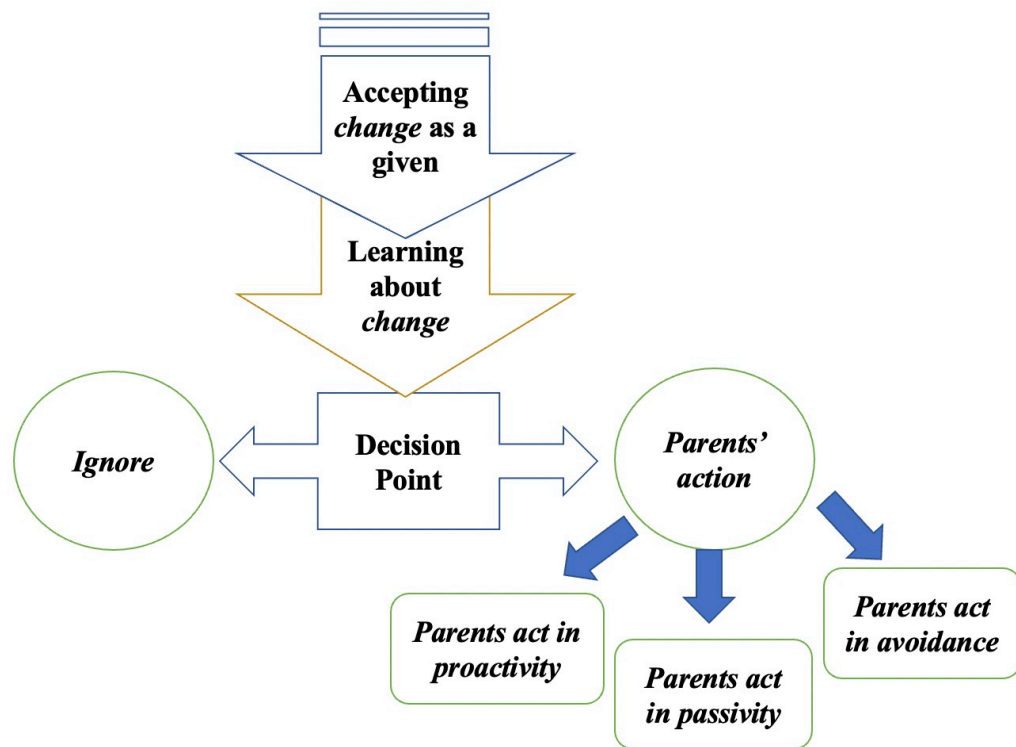 Accepting
change as a
given
Learning
about
change
Ignore
Decision
Point
Parents’
action
Parents act in
proactivity
Parents act
in passivity
Parents act
in avoidance